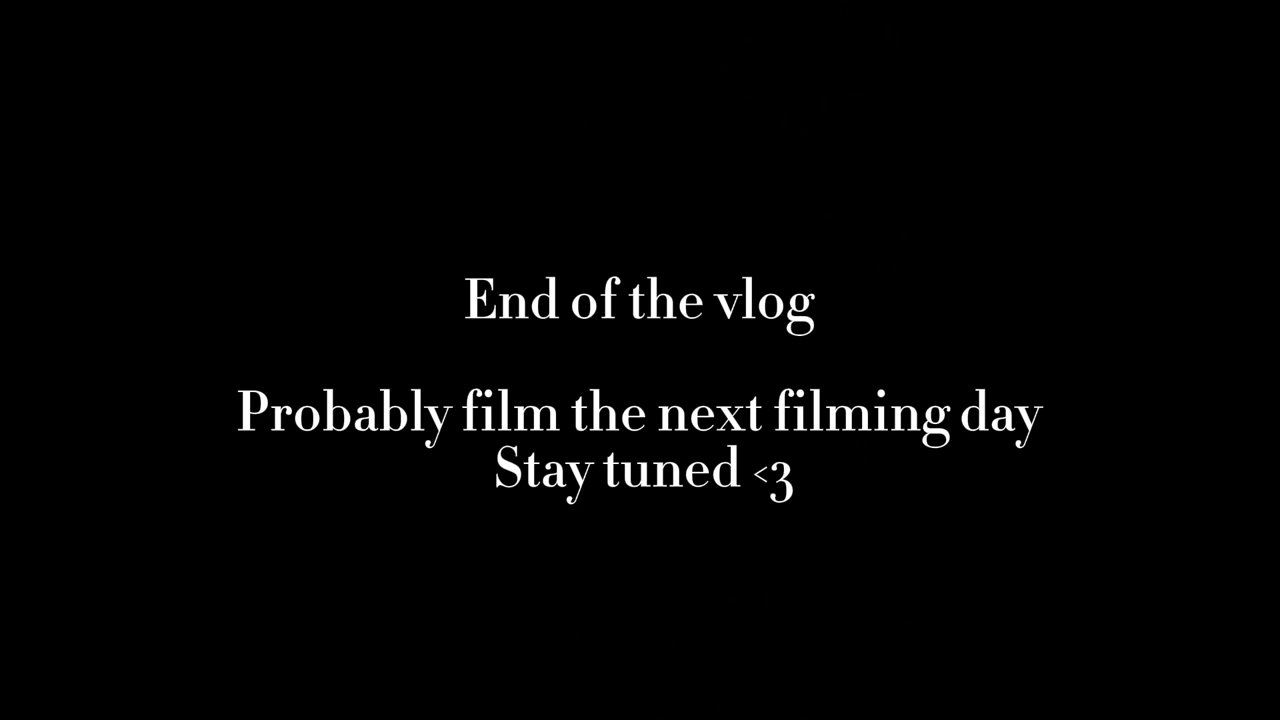 End of the vlog
Probably film the next filming day
Stay tuned <3